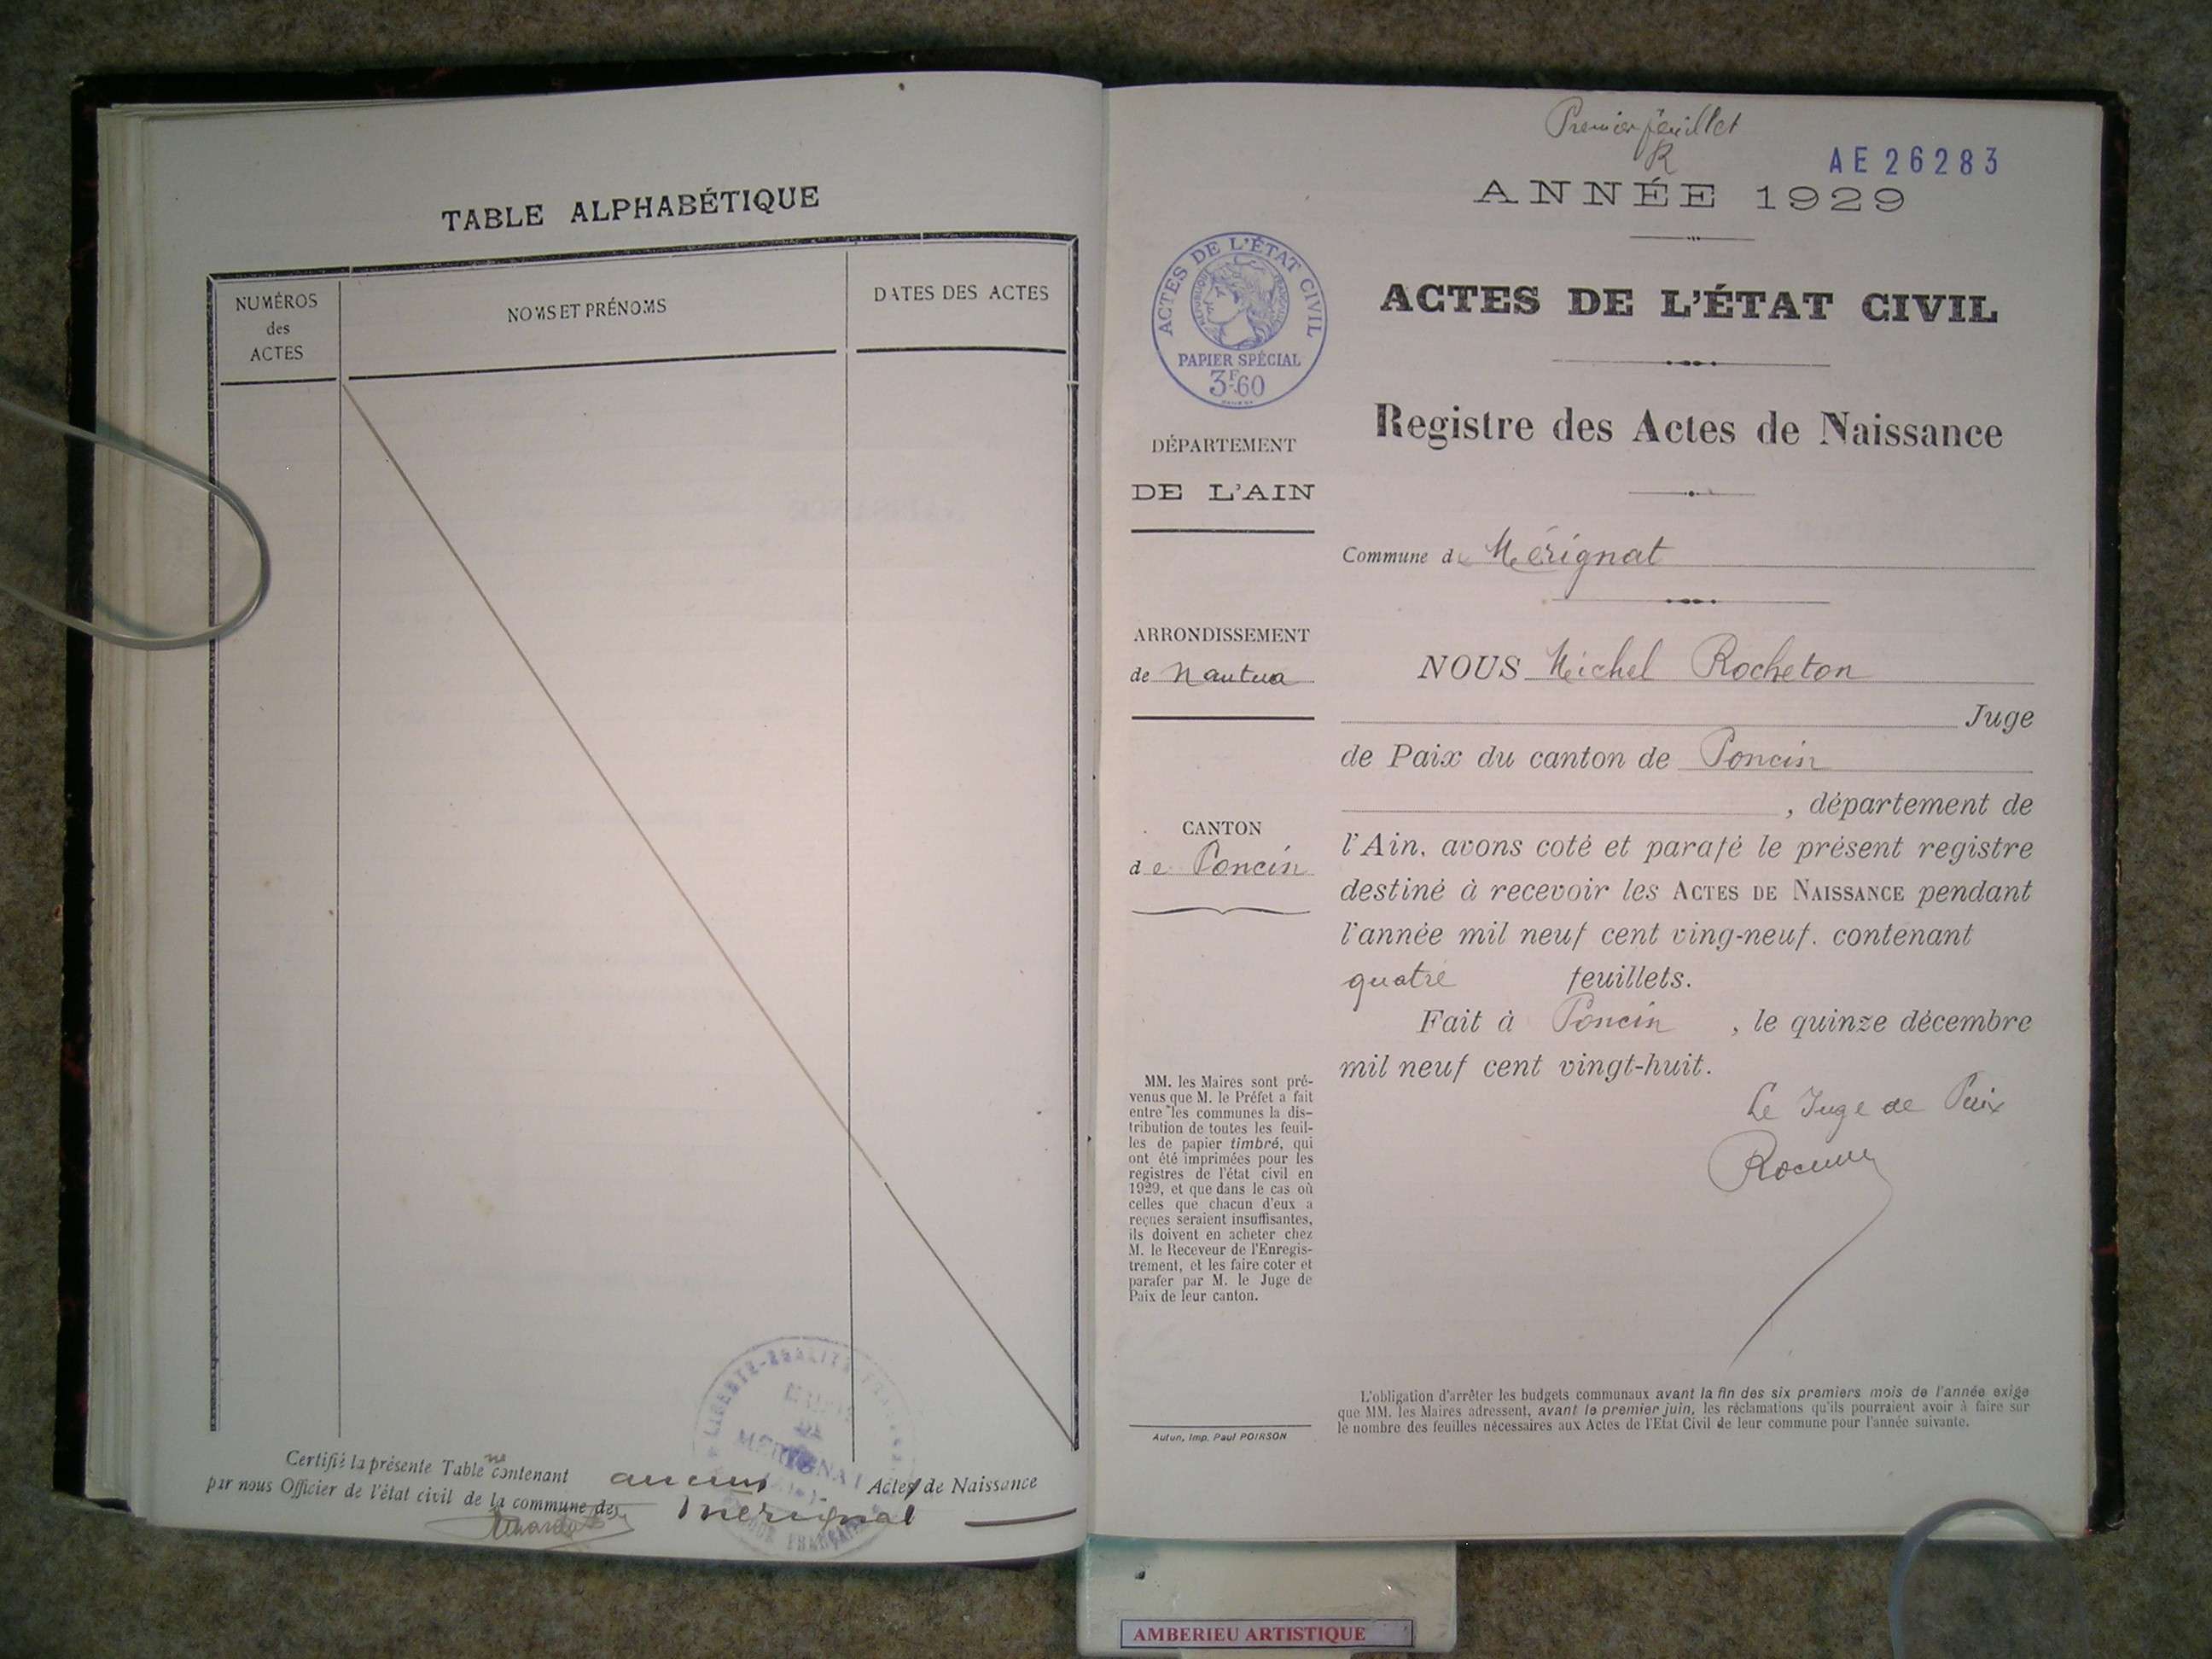 TABLE ALPHABÉTIQUE
NUMÉROS
des
ACTES
NOMS ET PRÉNOMS
DATES DES ACTES
LIBERTÉ-ÉGALITÉ
DE
MÉRIGNAT
Certifié la présente Table ne contenant aucun Actes de Naissance
par nous Officier de l'état civil de la commune de Mérignat
Premier feuillet
R
AE 26283
ANNÉE 1929
ACTES DE L'ÉTAT CIVIL
RÉPUBLIQUE FRANÇAISE
PAPIER SPÉCIAL
3F60
ACTES DE L'ÉTAT CIVIL
Registre des Actes de Naissance
DÉPARTEMENT
DE L'AIN
Commune de Mérignat
ARRONDISSEMENT
de Nantua
NOUS Michel Rocheton
Juge
de Paix du canton de Poncin
, département de
CANTON
de Poncin
l'Ain, avons coté et parafé le présent registre
destiné à recevoir les ACTES DE NAISSANCE pendant
l'année mil neuf cent ving-neuf. contenant
quatre feuillets.
Fait à Poncin , le quinze décembre
mil neuf cent vingt-huit.
Le Juge de Paix
MM. les Maires sont pré-
venus que M. le Préfet a fait
entre les communes la dis-
tribution de toutes les feuil-
les de papier timbré, qui
ont été imprimées pour les
registres de l'état civil en
1929, et que dans le cas où
celles que chacun d'eux a
reçues seraient insuffisantes,
ils doivent en acheter chez
M. le Receveur de l'Enregis-
trement, et les faire coter et
parafer par M. le Juge de
Paix de leur canton.
Autun, Imp. Paul POIRSON
L'obligation d'arrêter les budgets communaux avant la fin des six premiers mois de l'année exige
que MM. les Maires adressent, avant le premier juin, les réclamations qu'ils pourraient avoir à faire sur
le nombre des feuilles nécessaires aux Actes de l'Etat Civil de leur commune pour l'année suivante.
AMBERIEU ARTISTIQUE